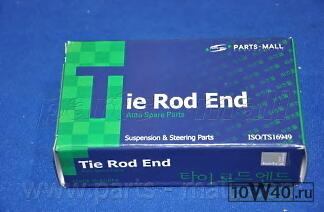 PARTS-MALL
Tie Rod End
Auto Spare Parts
Suspension & Steering Parts
ISO/TS16949
Tie Rod End
타이로드엔드
10W40.ru